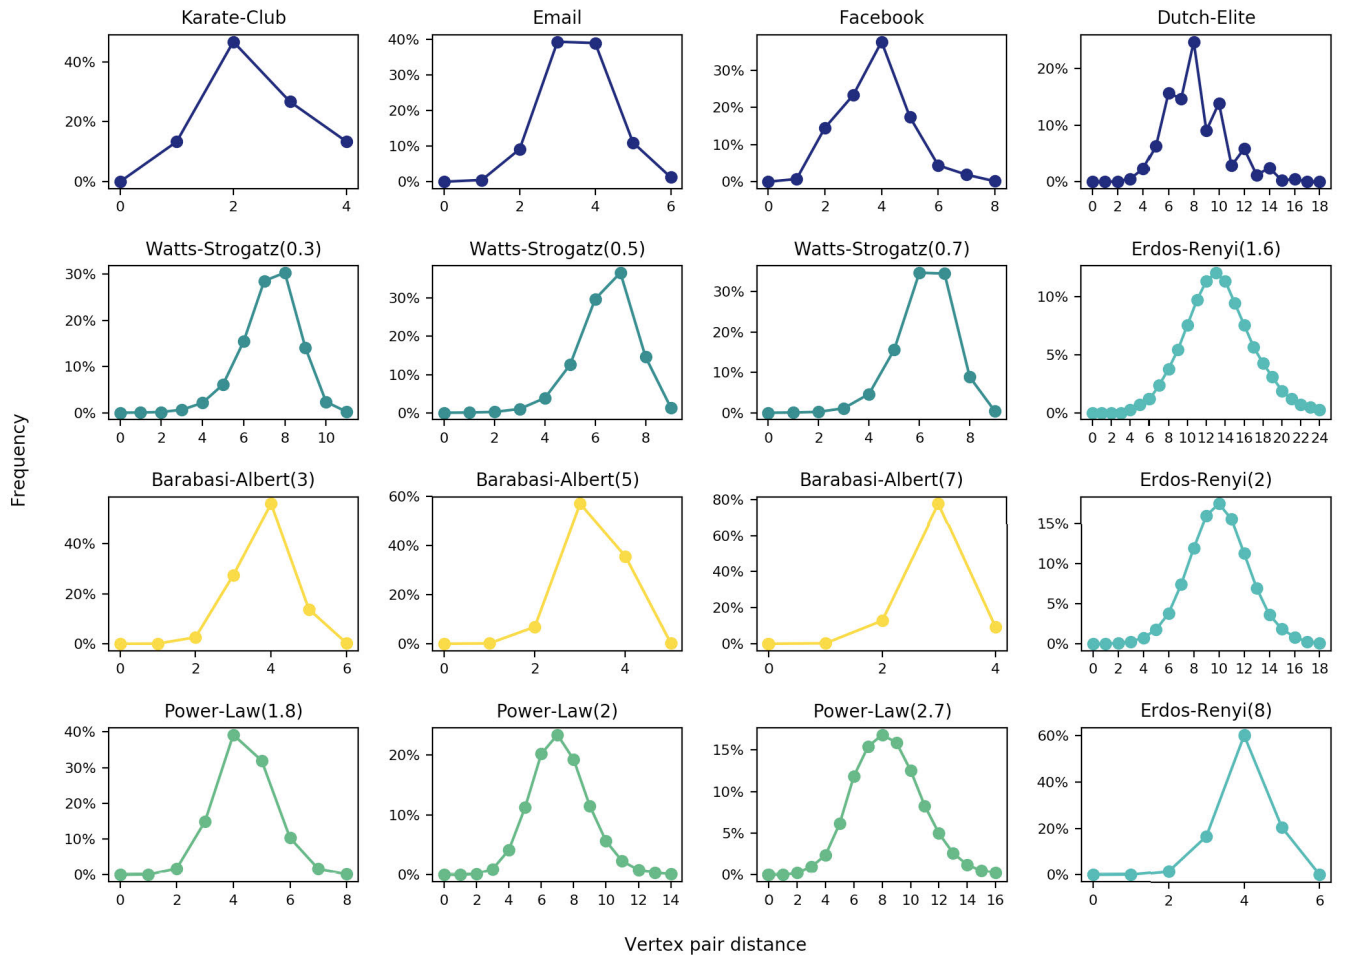 Karate-Club
Email
Facebook
Dutch-Elite
40%
20%
0%
0 2 4
40%
30%
20%
10%
0%
0 2 4 6
30%
20%
10%
0%
0 2 4 6 8
20%
10%
0%
0 2 4 6 8 10 12 14 16 18
Watts-Strogatz(0.3)
Watts-Strogatz(0.5)
Watts-Strogatz(0.7)
Erdos-Renyi(1.6)
30%
20%
10%
0%
0 2 4 6 8 10
30%
20%
10%
0%
0 2 4 6 8
30%
20%
10%
0%
0 2 4 6 8
10%
5%
0%
0 2 4 6 8 10 12 14 16 18 20 22 24
Frequency
Barabasi-Albert(3)
Barabasi-Albert(5)
Barabasi-Albert(7)
Erdos-Renyi(2)
40%
20%
0%
0 2 4 6
60%
40%
20%
0%
0 2 4
80%
60%
40%
20%
0%
0 2 4
15%
10%
5%
0%
0 2 4 6 8 10 12 14 16 18
Power-Law(1.8)
Power-Law(2)
Power-Law(2.7)
Erdos-Renyi(8)
40%
30%
20%
10%
0%
0 2 4 6 8
20%
10%
0%
0 2 4 6 8 10 12 14
15%
10%
5%
0%
0 2 4 6 8 10 12 14 16
60%
40%
20%
0%
0 2 4 6
Vertex pair distance